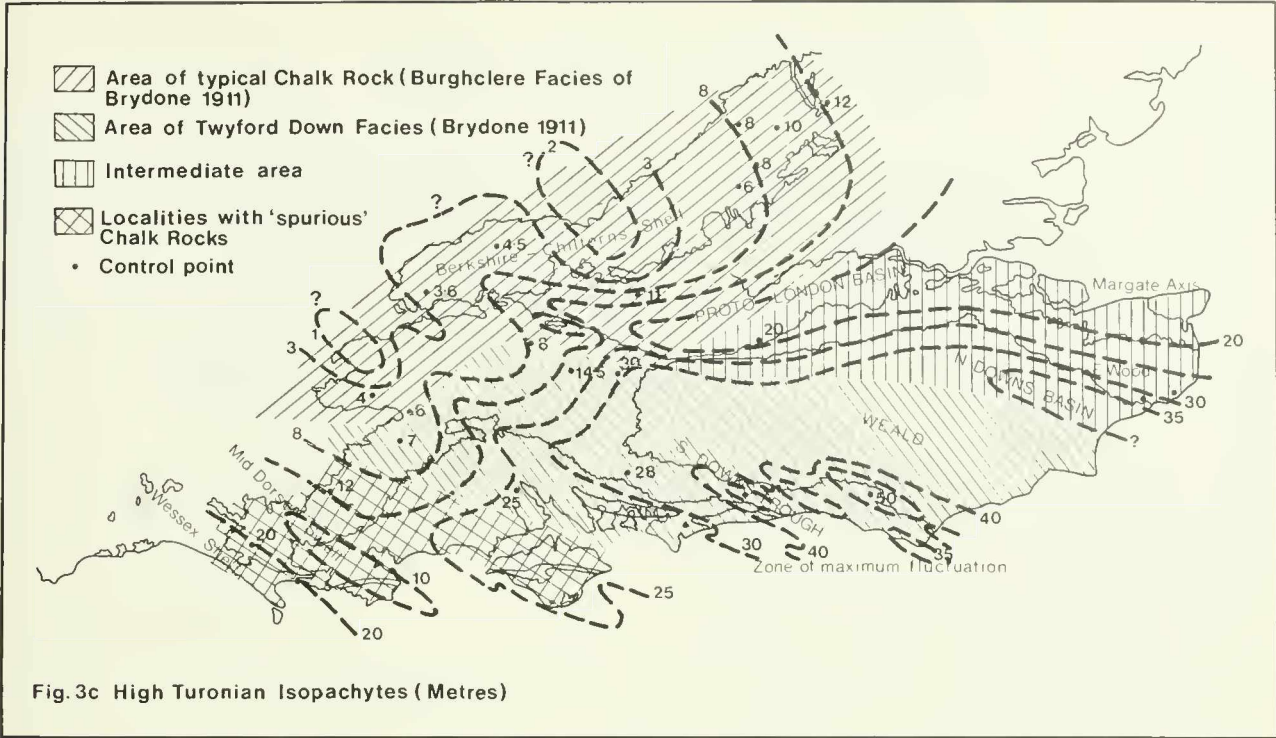 Area of typical Chalk Rock (Burghclere Facies of
Brydone 1911)
Area of Twyford Down Facies (Brydone 1911)
Intermediate area
Localities with 'spurious'
Chalk Rocks
• Control point
8
12
8
10
? 2
3
8
6
?
4·5
Berkshire - Chilterns Shelf
3·6
11
PROTO-LONDON BASIN
Margate Axis
?
1
3
8
20
20
14·5
39
N DOWNS BASIN
Wood
4
30
6
35
?
8
7
WEALD
Mid Dorset
12
28
25
50
Wessex
20
40
30
40
35
Zone of maximum fluctuation
10
25
20
Fig. 3c High Turonian Isopachytes (Metres)